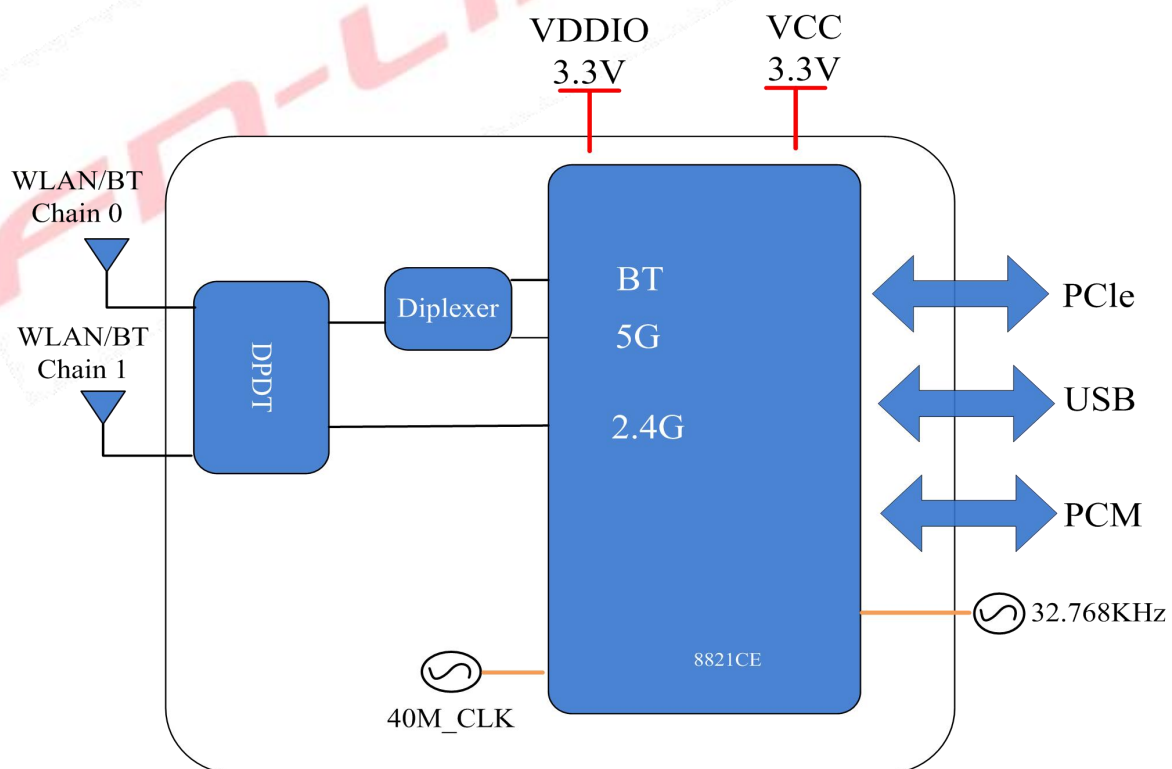 VDDIO
3.3V
VCC
3.3V
WLAN/BT
Chain 0
WLAN/BT
Chain 1
DPDT
Diplexer
BT
5G
2.4G
8821CE
PCle
USB
PCM
32.768KHz
40M_CLK